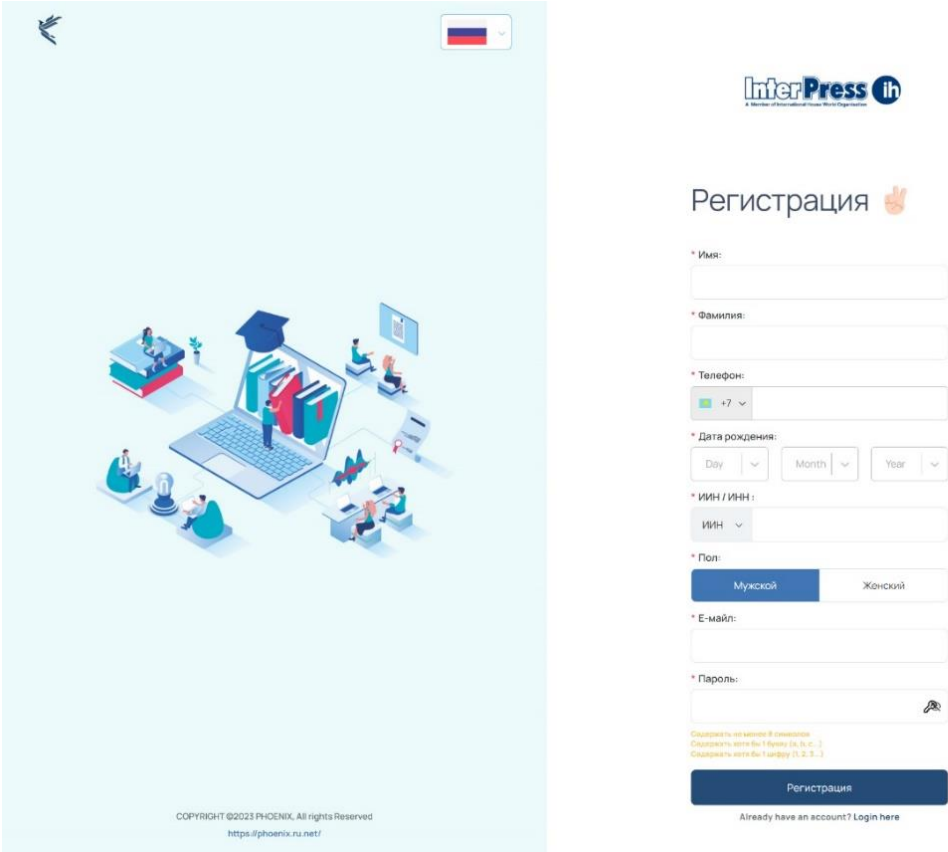 InterPress ih
A Member of International House World Organisation
Регистрация
* Имя:
* Фамилия:
* Телефон:
+7
* Дата рождения:
Day Month Year
* ИИН / ИНН :
ИИН
* Пол:
Мужской Женский
* Е-майл:
* Пароль:
Содержать не менее 8 символов
Содержать хотя бы 1 букву (a, b, c...)
Содержать хотя бы 1 цифру (1, 2, 3...)
Регистрация
Already have an account? Login here
COPYRIGHT ©2023 PHOENIX, All rights Reserved
https://phoenix.ru.net/